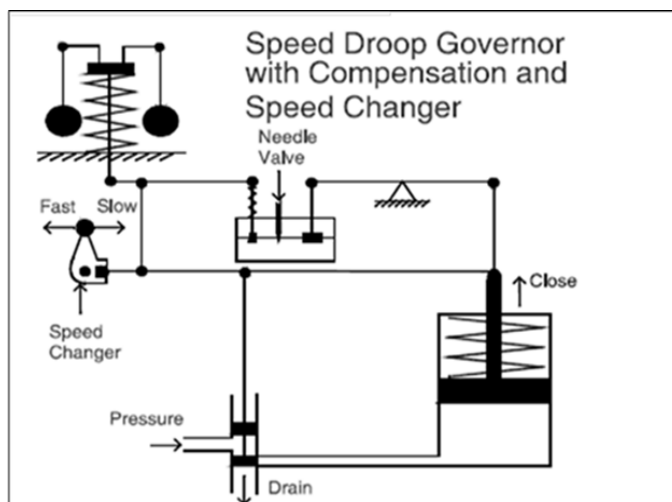 Speed Droop Governor
with Compensation and
Speed Changer
Needle
Valve
Fast Slow
Close
Speed
Changer
Pressure
Drain